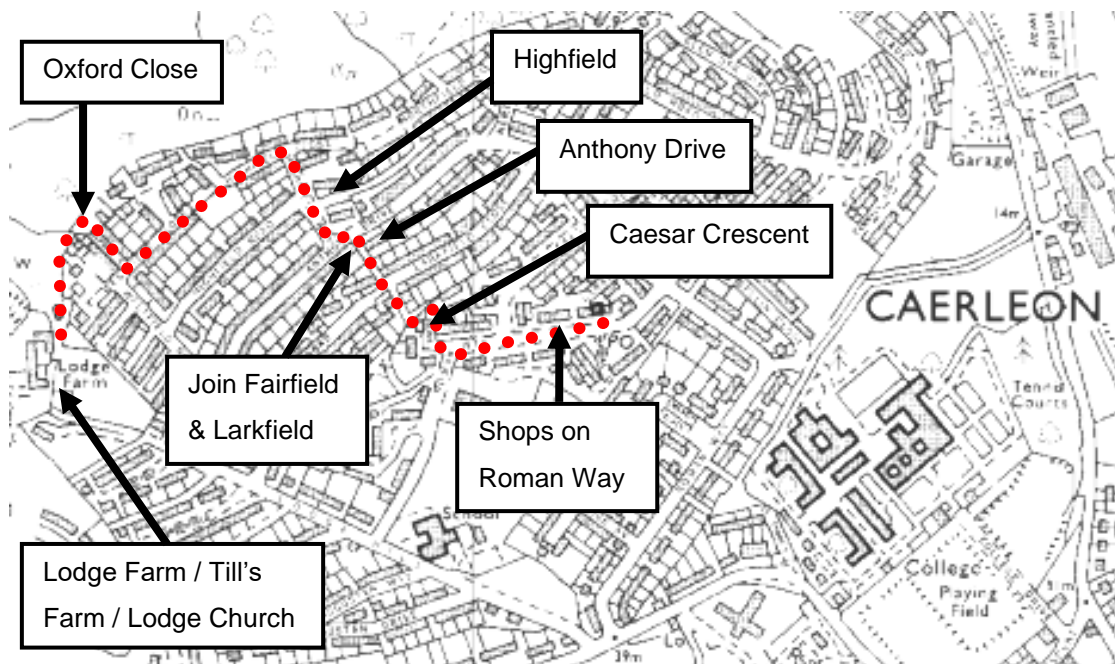 Oxford Close
Highfield
Anthony Drive
Caesar Crescent
Weir
Garage
14m
W
CAERLEON
Lodge
Farm
Join Fairfield
& Larkfield
Shops on
Roman Way
Tennis
Courts
School
Lodge Farm / Till's
Farm / Lodge Church
College
Playing
Field
39m